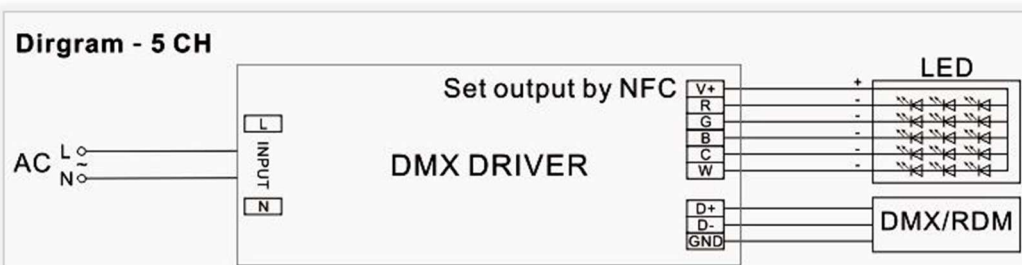 Dirgram - 5 CH
LED
Set output by NFC
V+
+
R
-
G
-
B
-
C
-
W
-
L
AC L
~
N
INPUT
DMX DRIVER
N
D+
D-
GND
DMX/RDM